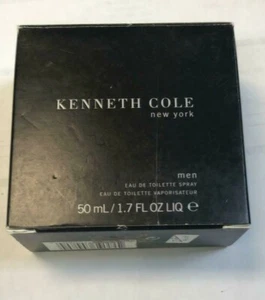 KENNETH COLE
new york
men
EAU DE TOILETTE SPRAY
EAU DE TOILETTE VAPORISATEUR
50 mL / 1.7 FL OZ LIQ ℮